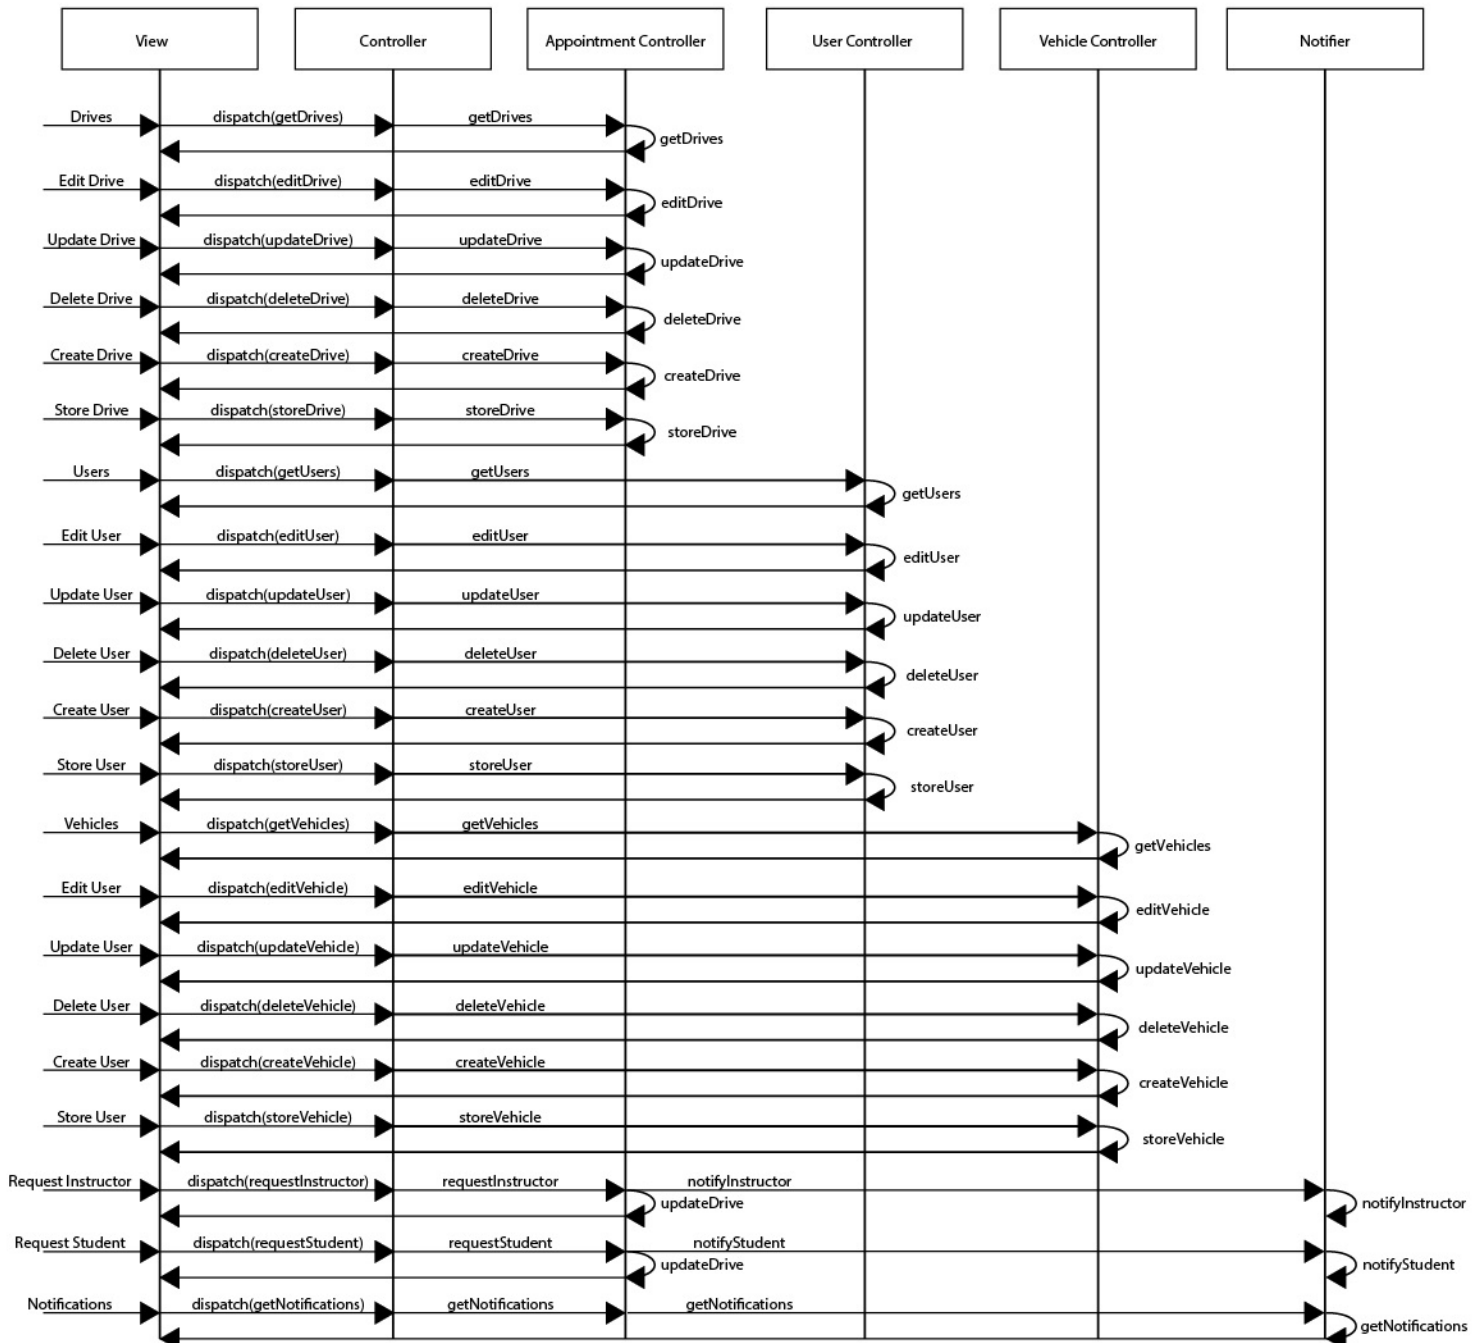 View Controller Appointment Controller User Controller Vehicle Controller Notifier
Drives dispatch(getDrives) getDrives
getDrives
Edit Drive dispatch(editDrive) editDrive
editDrive
Update Drive dispatch(updateDrive) updateDrive
updateDrive
Delete Drive dispatch(deleteDrive) deleteDrive
deleteDrive
Create Drive dispatch(createDrive) createDrive
createDrive
Store Drive dispatch(storeDrive) storeDrive
storeDrive
Users dispatch(getUsers) getUsers
getUsers
Edit User dispatch(editUser) editUser
editUser
Update User dispatch(updateUser) updateUser
updateUser
Delete User dispatch(deleteUser) deleteUser
deleteUser
Create User dispatch(createUser) createUser
createUser
Store User dispatch(storeUser) storeUser
storeUser
Vehicles dispatch(getVehicles) getVehicles
getVehicles
Edit User dispatch(editVehicle) editVehicle
editVehicle
Update User dispatch(updateVehicle) updateVehicle
updateVehicle
Delete User dispatch(deleteVehicle) deleteVehicle
deleteVehicle
Create User dispatch(createVehicle) createVehicle
createVehicle
Store User dispatch(storeVehicle) storeVehicle
storeVehicle
Request Instructor dispatch(requestInstructor) requestInstructor notifyInstructor
updateDrive notifyInstructor
Request Student dispatch(requestStudent) requestStudent notifyStudent
updateDrive notifyStudent
Notifications dispatch(getNotifications) getNotifications getNotifications
getNotifications